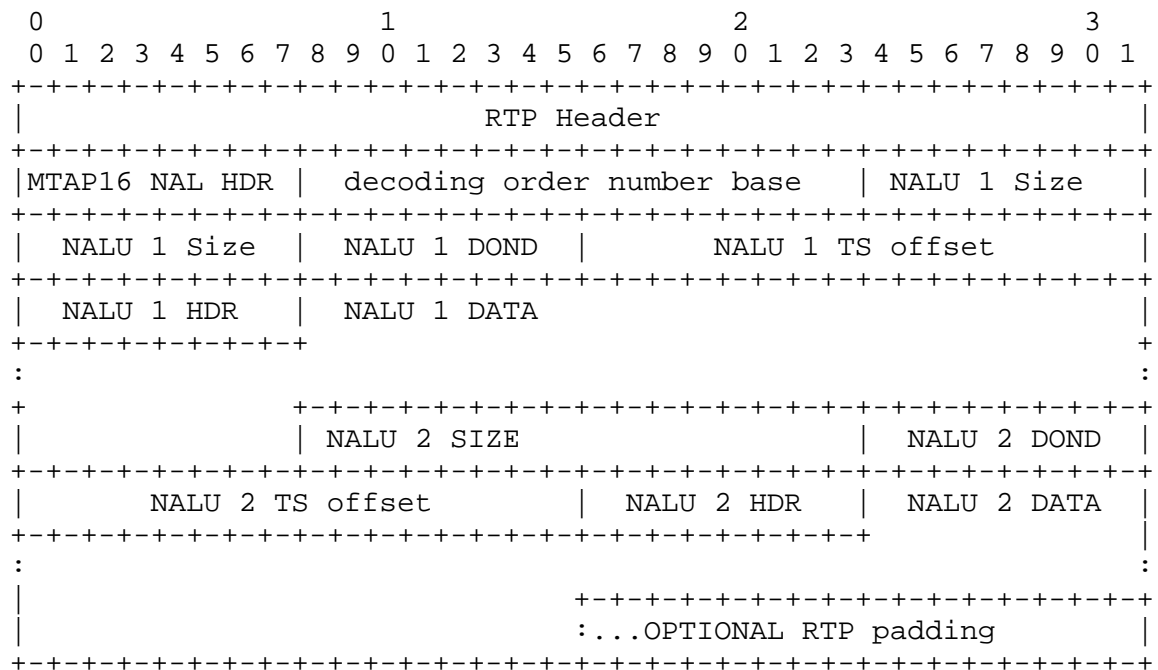 0                   1                   2                   3
0 1 2 3 4 5 6 7 8 9 0 1 2 3 4 5 6 7 8 9 0 1 2 3 4 5 6 7 8 9 0 1
+-+-+-+-+-+-+-+-+-+-+-+-+-+-+-+-+-+-+-+-+-+-+-+-+-+-+-+-+-+-+-+-+
|                          RTP Header                           |
+-+-+-+-+-+-+-+-+-+-+-+-+-+-+-+-+-+-+-+-+-+-+-+-+-+-+-+-+-+-+-+-+
|MTAP16 NAL HDR |  decoding order number base   | NALU 1 Size   |
+-+-+-+-+-+-+-+-+-+-+-+-+-+-+-+-+-+-+-+-+-+-+-+-+-+-+-+-+-+-+-+-+
|  NALU 1 Size  |  NALU 1 DOND  |       NALU 1 TS offset        |
+-+-+-+-+-+-+-+-+-+-+-+-+-+-+-+-+-+-+-+-+-+-+-+-+-+-+-+-+-+-+-+-+
|  NALU 1 HDR   |  NALU 1 DATA                                  |
+-+-+-+-+-+-+-+-+                                               +
:                                                               :
+               +-+-+-+-+-+-+-+-+-+-+-+-+-+-+-+-+-+-+-+-+-+-+-+-+
|               | NALU 2 SIZE                   |  NALU 2 DOND  |
+-+-+-+-+-+-+-+-+-+-+-+-+-+-+-+-+-+-+-+-+-+-+-+-+-+-+-+-+-+-+-+-+
|       NALU 2 TS offset        |  NALU 2 HDR   |  NALU 2 DATA  |
+-+-+-+-+-+-+-+-+-+-+-+-+-+-+-+-+-+-+-+-+-+-+-+-+               |
:                                                               :
|                               +-+-+-+-+-+-+-+-+-+-+-+-+-+-+-+-+
|                               :...OPTIONAL RTP padding        |
+-+-+-+-+-+-+-+-+-+-+-+-+-+-+-+-+-+-+-+-+-+-+-+-+-+-+-+-+-+-+-+-+